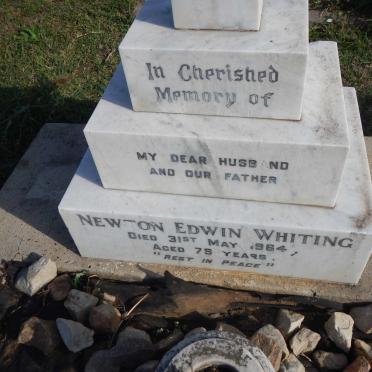 In Cherished
Memory of
MY DEAR HUSB ND
AND OUR FATHER
NEWTON EDWIN WHITING
DIED 31ST MAY 1964,
AGED 75 YEARS.
"REST IN PEACE"